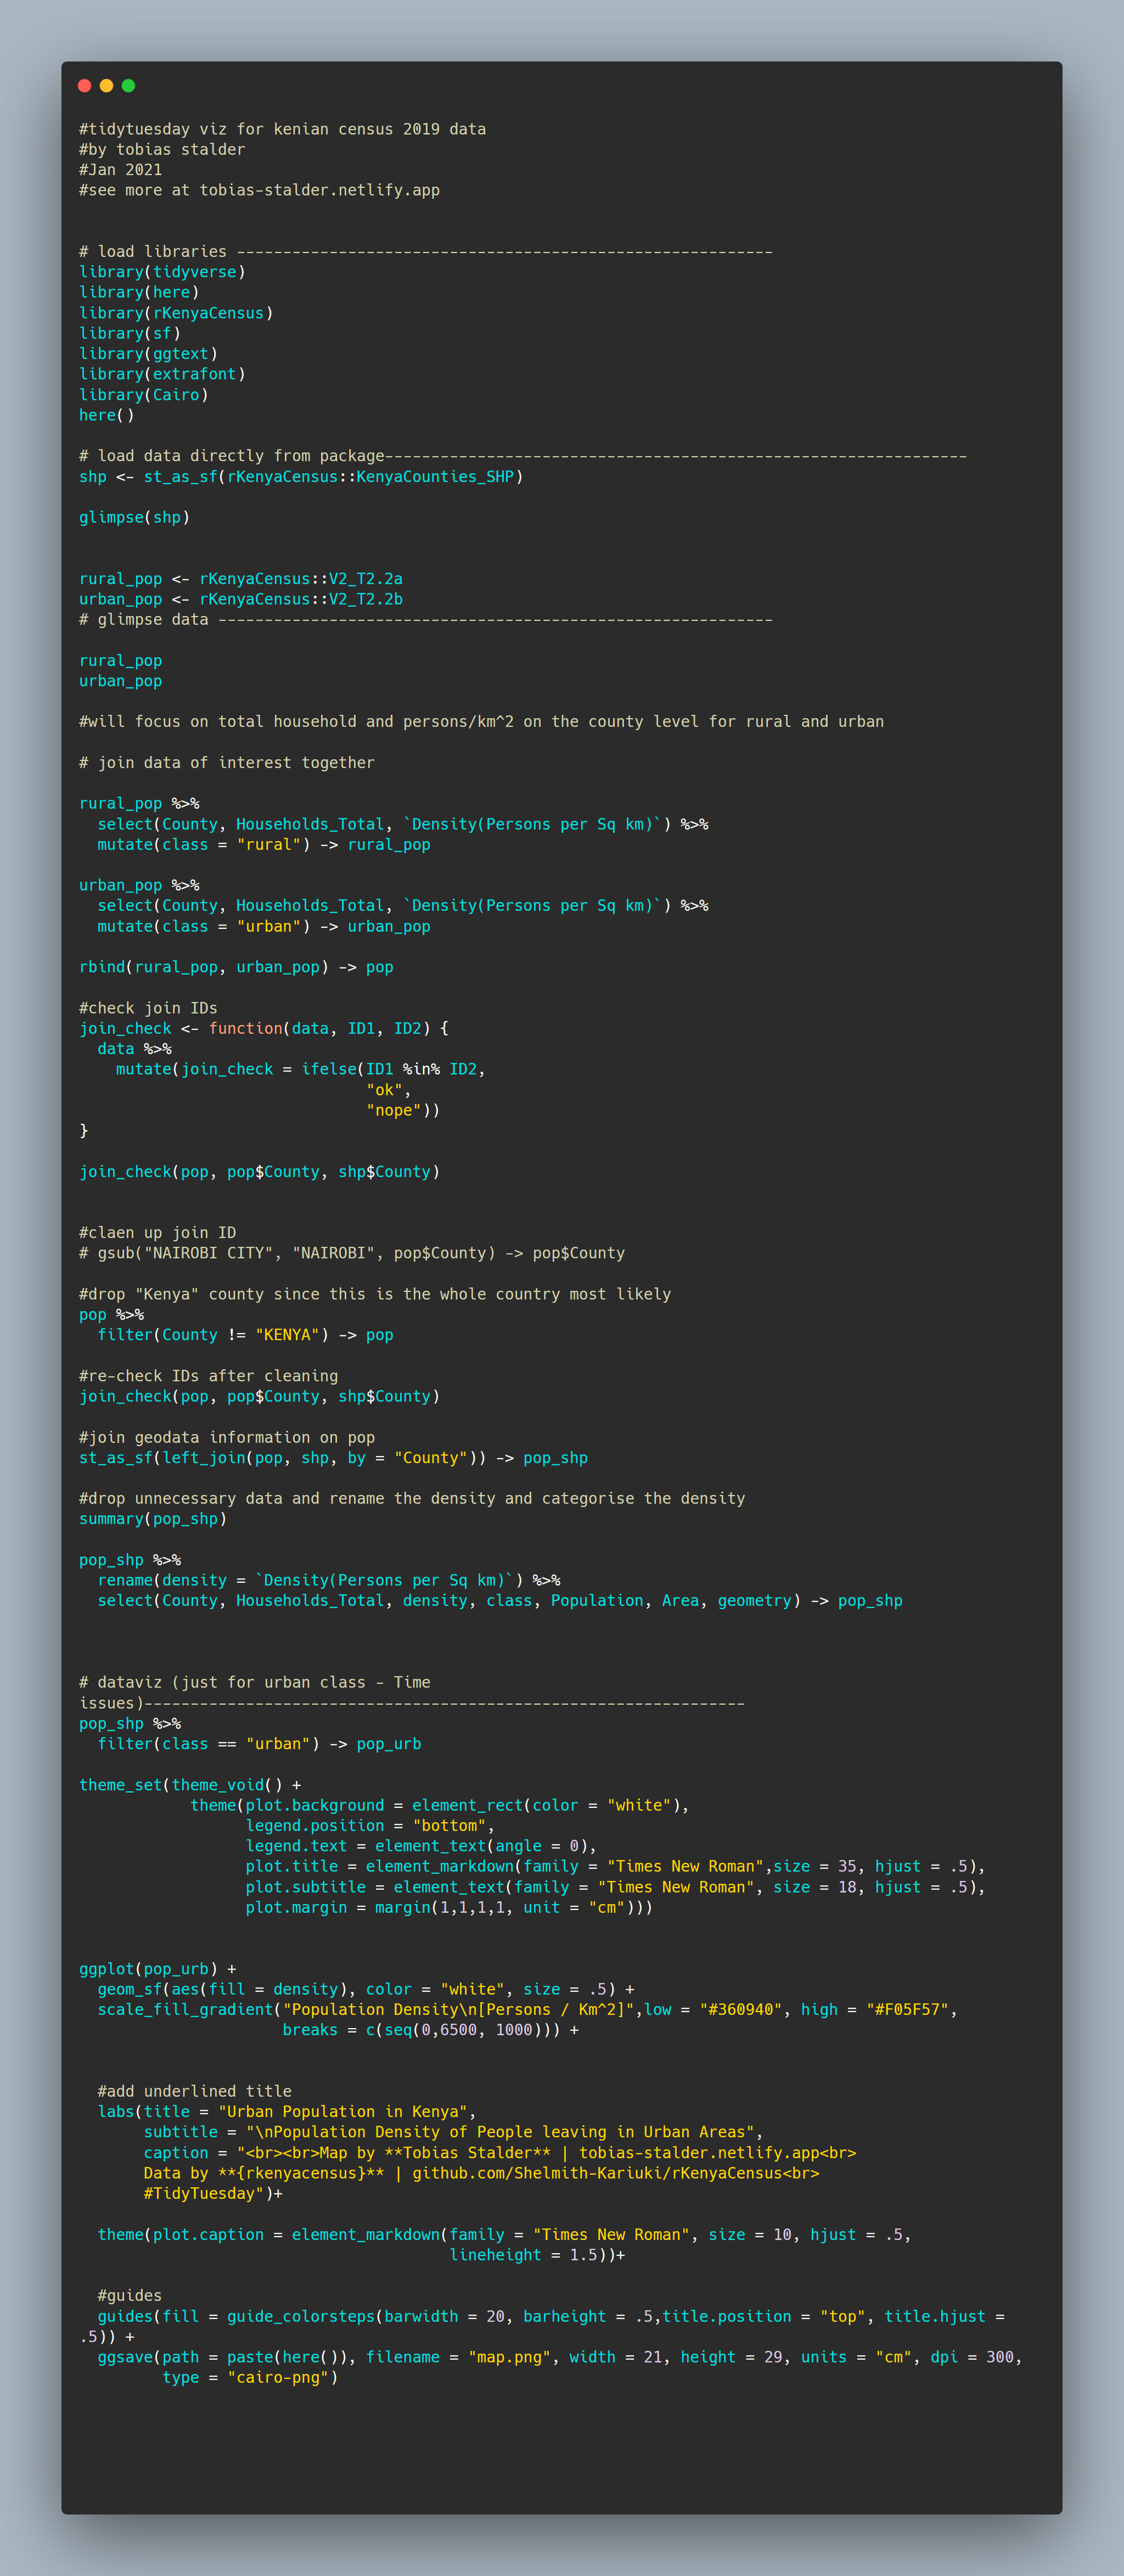 #tidytuesday viz for kenian census 2019 data
#by tobias stalder
#Jan 2021
#see more at tobias-stalder.netlify.app
# load libraries ----------------------------------------------------------
library(tidyverse)
library(here)
library(rKenyaCensus)
library(sf)
library(ggtext)
library(extrafont)
library(Cairo)
here()
# load data directly from package---------------------------------------------------------------
shp <- st_as_sf(rKenyaCensus::KenyaCounties_SHP)
glimpse(shp)
rural_pop <- rKenyaCensus::V2_T2.2a
urban_pop <- rKenyaCensus::V2_T2.2b
# glimpse data ------------------------------------------------------------
rural_pop
urban_pop
#will focus on total household and persons/km^2 on the county level for rural and urban
# join data of interest together
rural_pop %>%
  select(County, Households_Total, `Density(Persons per Sq km)`) %>%
  mutate(class = "rural") -> rural_pop
urban_pop %>%
  select(County, Households_Total, `Density(Persons per Sq km)`) %>%
  mutate(class = "urban") -> urban_pop
rbind(rural_pop, urban_pop) -> pop
#check join IDs
join_check <- function(data, ID1, ID2) {
  data %>%
    mutate(join_check = ifelse(ID1 %in% ID2,
                               "ok",
                               "nope"))
}
join_check(pop, pop$County, shp$County)
#claen up join ID
# gsub("NAIROBI CITY", "NAIROBI", pop$County) -> pop$County
#drop "Kenya" county since this is the whole country most likely
pop %>%
  filter(County != "KENYA") -> pop
#re-check IDs after cleaning
join_check(pop, pop$County, shp$County)
#join geodata information on pop
st_as_sf(left_join(pop, shp, by = "County")) -> pop_shp
#drop unnecessary data and rename the density and categorise the density
summary(pop_shp)
pop_shp %>%
  rename(density = `Density(Persons per Sq km)`) %>%
  select(County, Households_Total, density, class, Population, Area, geometry) -> pop_shp
# dataviz (just for urban class - Time
issues)-----------------------------------------------------------------
pop_shp %>%
  filter(class == "urban") -> pop_urb
theme_set(theme_void() +
            theme(plot.background = element_rect(color = "white"),
                  legend.position = "bottom",
                  legend.text = element_text(angle = 0),
                  plot.title = element_markdown(family = "Times New Roman",size = 35, hjust = .5),
                  plot.subtitle = element_text(family = "Times New Roman", size = 18, hjust = .5),
                  plot.margin = margin(1,1,1,1, unit = "cm")))
ggplot(pop_urb) +
  geom_sf(aes(fill = density), color = "white", size = .5) +
  scale_fill_gradient("Population Density\n[Persons / Km^2]",low = "#360940", high = "#F05F57",
                      breaks = c(seq(0,6500, 1000))) +
  #add underlined title
  labs(title = "Urban Population in Kenya",
       subtitle = "\nPopulation Density of People leaving in Urban Areas",
       caption = "<br><br>Map by **Tobias Stalder** | tobias-stalder.netlify.app<br>
       Data by **{rkenyacensus}** | github.com/Shelmith-Kariuki/rKenyaCensus<br>
       #TidyTuesday")+
  theme(plot.caption = element_markdown(family = "Times New Roman", size = 10, hjust = .5,
                                        lineheight = 1.5))+
  #guides
  guides(fill = guide_colorsteps(barwidth = 20, barheight = .5,title.position = "top", title.hjust =
.5)) +
  ggsave(path = paste(here()), filename = "map.png", width = 21, height = 29, units = "cm", dpi = 300,
         type = "cairo-png")